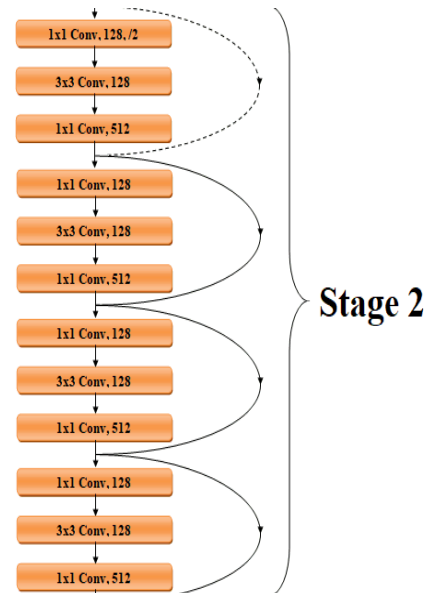 1x1 Conv, 128, /2
3x3 Conv, 128
1x1 Conv, 512
1x1 Conv, 128
3x3 Conv, 128
1x1 Conv, 512
Stage 2
1x1 Conv, 128
3x3 Conv, 128
1x1 Conv, 512
1x1 Conv, 128
3x3 Conv, 128
1x1 Conv, 512